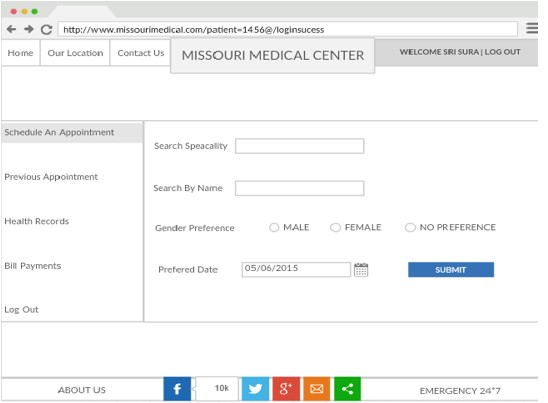 http://www.missourimedical.com/patient=1456@/loginsucess
Home
Our Location
Contact Us
MISSOURI MEDICAL CENTER
WELCOME SIRI SURA | LOG OUT
Schedule An Appointment
Previous Appointment
Health Records
Bill Payments
Log Out
Search Speacality
Search By Name
Gender Preference
MALE
FEMALE
NO PREFERENCE
Prefered Date
05/06/2015
SUBMIT
ABOUT US
f
10k
g+
EMERGENCY 24*7